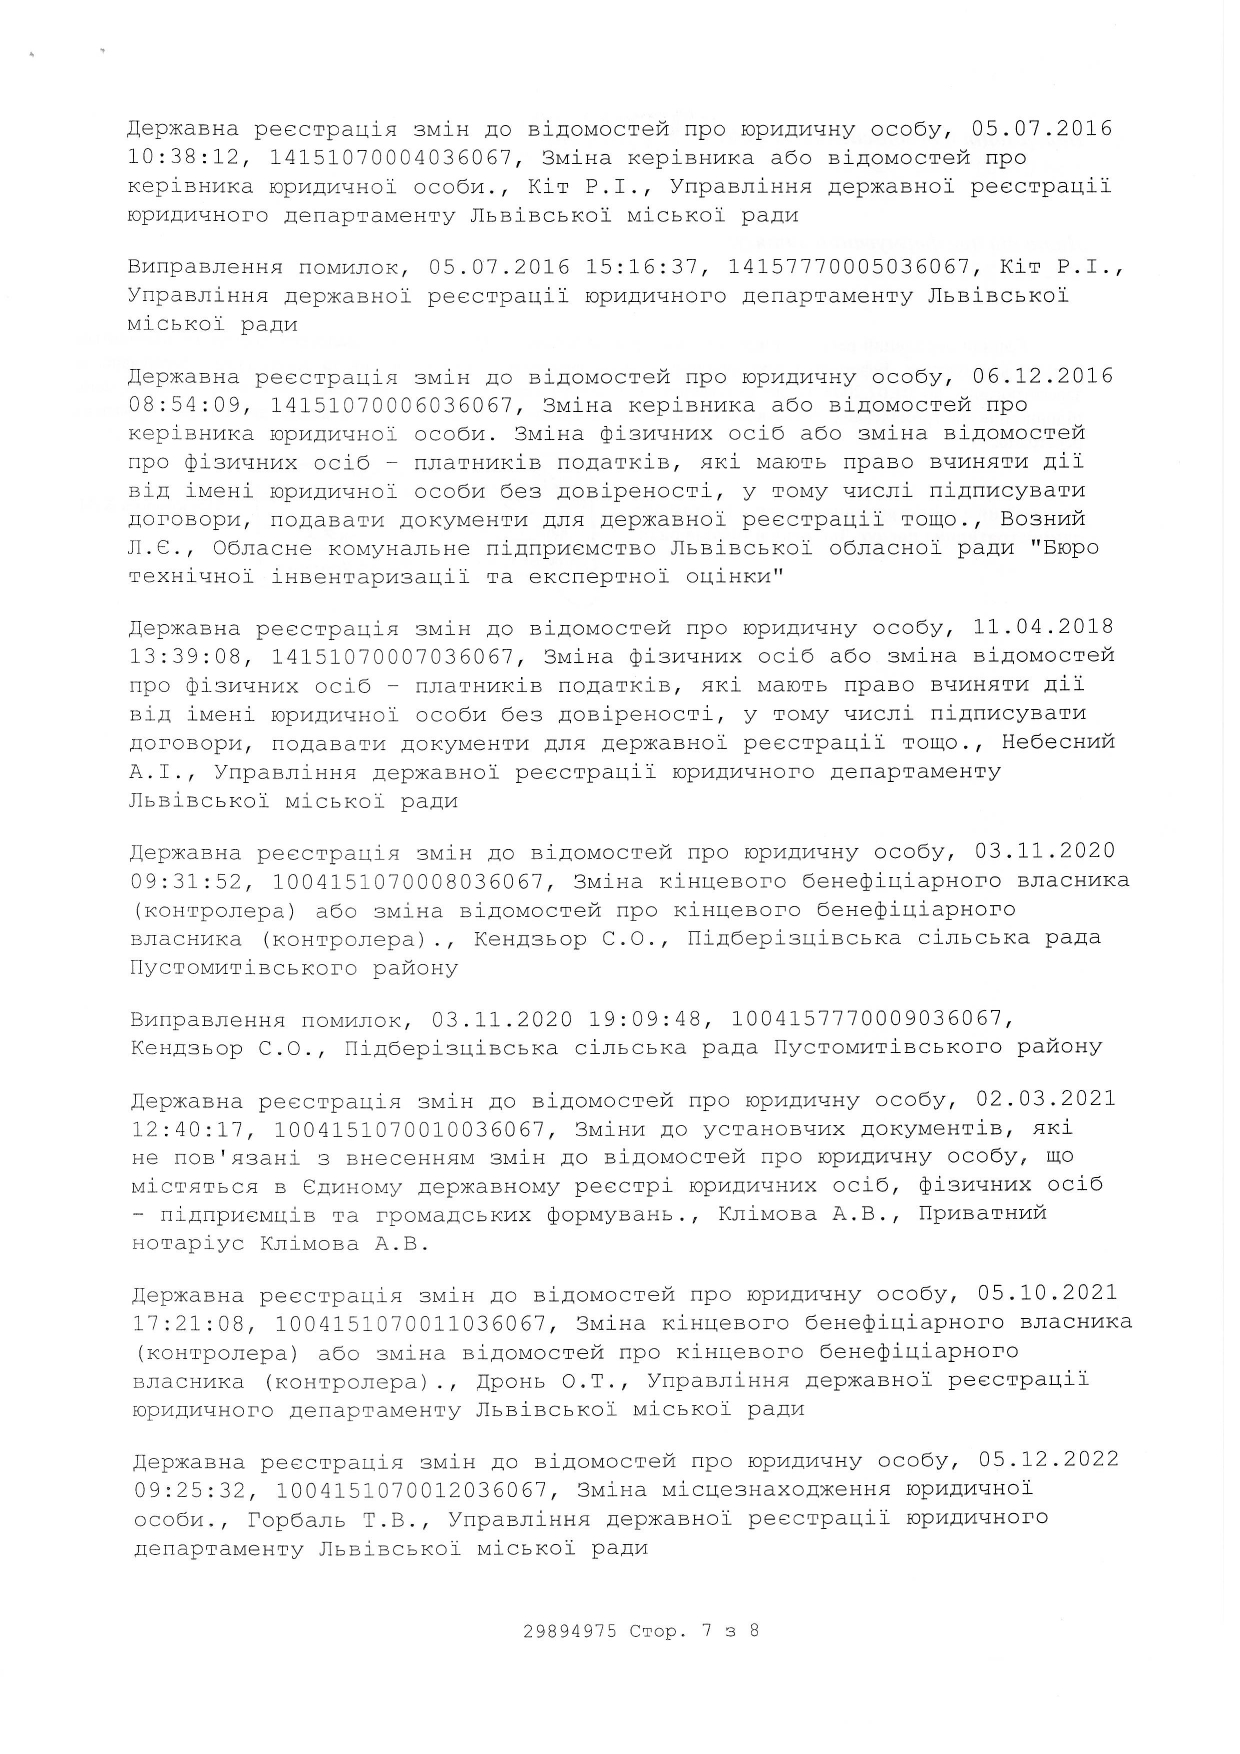 Державна реєстрація змін до відомостей про юридичну особу, 05.07.2016
10:38:12, 14151070004036067, Зміна керівника або відомостей про
керівника юридичної особи., Кіт Р.І., Управління державної реєстрації
юридичного департаменту Львівської міської ради
Виправлення помилок, 05.07.2016 15:16:37, 14157770005036067, Кіт Р.І.,
Управління державної реєстрації юридичного департаменту Львівської
міської ради
Державна реєстрація змін до відомостей про юридичну особу, 06.12.2016
08:54:09, 14151070006036067, Зміна керівника або відомостей про
керівника юридичної особи. Зміна фізичних осіб або зміна відомостей
про фізичних осіб – платників податків, які мають право вчиняти дії
від імені юридичної особи без довіреності, у тому числі підписувати
договори, подавати документи для державної реєстрації тощо., Возний
Л.Є., Обласне комунальне підприємство Львівської обласної ради "Бюро
технічної інвентаризації та експертної оцінки"
Державна реєстрація змін до відомостей про юридичну особу, 11.04.2018
13:39:08, 14151070007036067, Зміна фізичних осіб або зміна відомостей
про фізичних осіб – платників податків, які мають право вчиняти дії
від імені юридичної особи без довіреності, у тому числі підписувати
договори, подавати документи для державної реєстрації тощо., Небесний
А.І., Управління державної реєстрації юридичного департаменту
Львівської міської ради
Державна реєстрація змін до відомостей про юридичну особу, 03.11.2020
09:31:52, 1004151070008036067, Зміна кінцевого бенефіціарного власника
(контролера) або зміна відомостей про кінцевого бенефіціарного
власника (контролера)., Кендзьор С.О., Підберізцівська сільська рада
Пустомитівського району
Виправлення помилок, 03.11.2020 19:09:48, 1004157770009036067,
Кендзьор С.О., Підберізцівська сільська рада Пустомитівського району
Державна реєстрація змін до відомостей про юридичну особу, 02.03.2021
12:40:17, 1004151070010036067, Зміни до установчих документів, які
не пов'язані з внесенням змін до відомостей про юридичну особу, що
містяться в Єдиному державному реєстрі юридичних осіб, фізичних осіб
– підприємців та громадських формувань., Клімова А.В., Приватний
нотаріус Клімова А.В.
Державна реєстрація змін до відомостей про юридичну особу, 05.10.2021
17:21:08, 1004151070011036067, Зміна кінцевого бенефіціарного власника
(контролера) або зміна відомостей про кінцевого бенефіціарного
власника (контролера)., Дронь О.Т., Управління державної реєстрації
юридичного департаменту Львівської міської ради
Державна реєстрація змін до відомостей про юридичну особу, 05.12.2022
09:25:32, 1004151070012036067, Зміна місцезнаходження юридичної
особи., Горбаль Т.В., Управління державної реєстрації юридичного
департаменту Львівської міської ради
29894975 Стор. 7 з 8